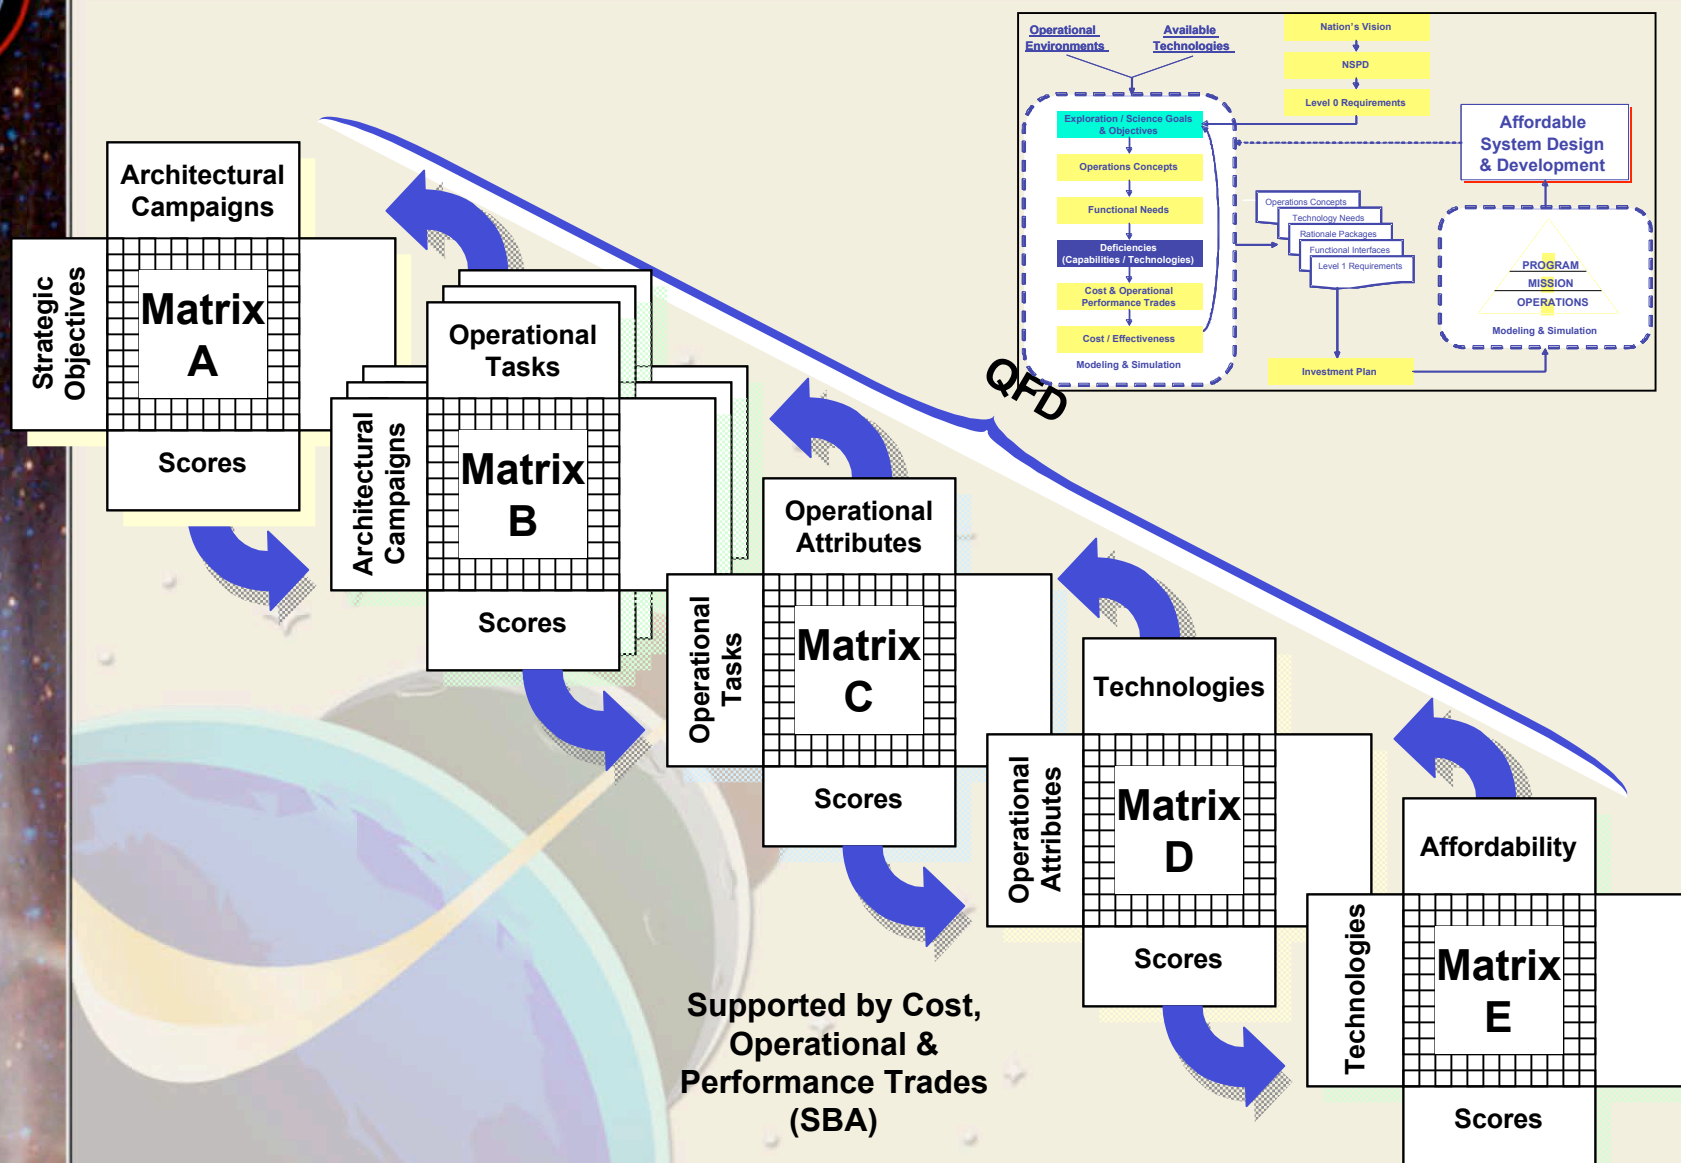 Operational
Environments
Available
Technologies
Nation's Vision
NSPD
Level 0 Requirements
Exploration / Science Goals
& Objectives
Operations Concepts
Functional Needs
Deficiencies
(Capabilities / Technologies)
Cost & Operational
Performance Trades
Cost / Effectiveness
Modeling & Simulation
Operations Concepts
Technology Needs
Rationale Packages
Functional Interfaces
Level 1 Requirements
Investment Plan
Affordable
System Design
& Development
PROGRAM
MISSION
OPERATIONS
Modeling & Simulation
QFD
Architectural
Campaigns
Strategic
Objectives
Matrix
A
Scores
Operational
Tasks
Architectural
Campaigns
Matrix
B
Scores
Operational
Attributes
Operational
Tasks
Matrix
C
Scores
Technologies
Operational
Attributes
Matrix
D
Scores
Affordability
Technologies
Matrix
E
Scores
Supported by Cost,
Operational &
Performance Trades
(SBA)